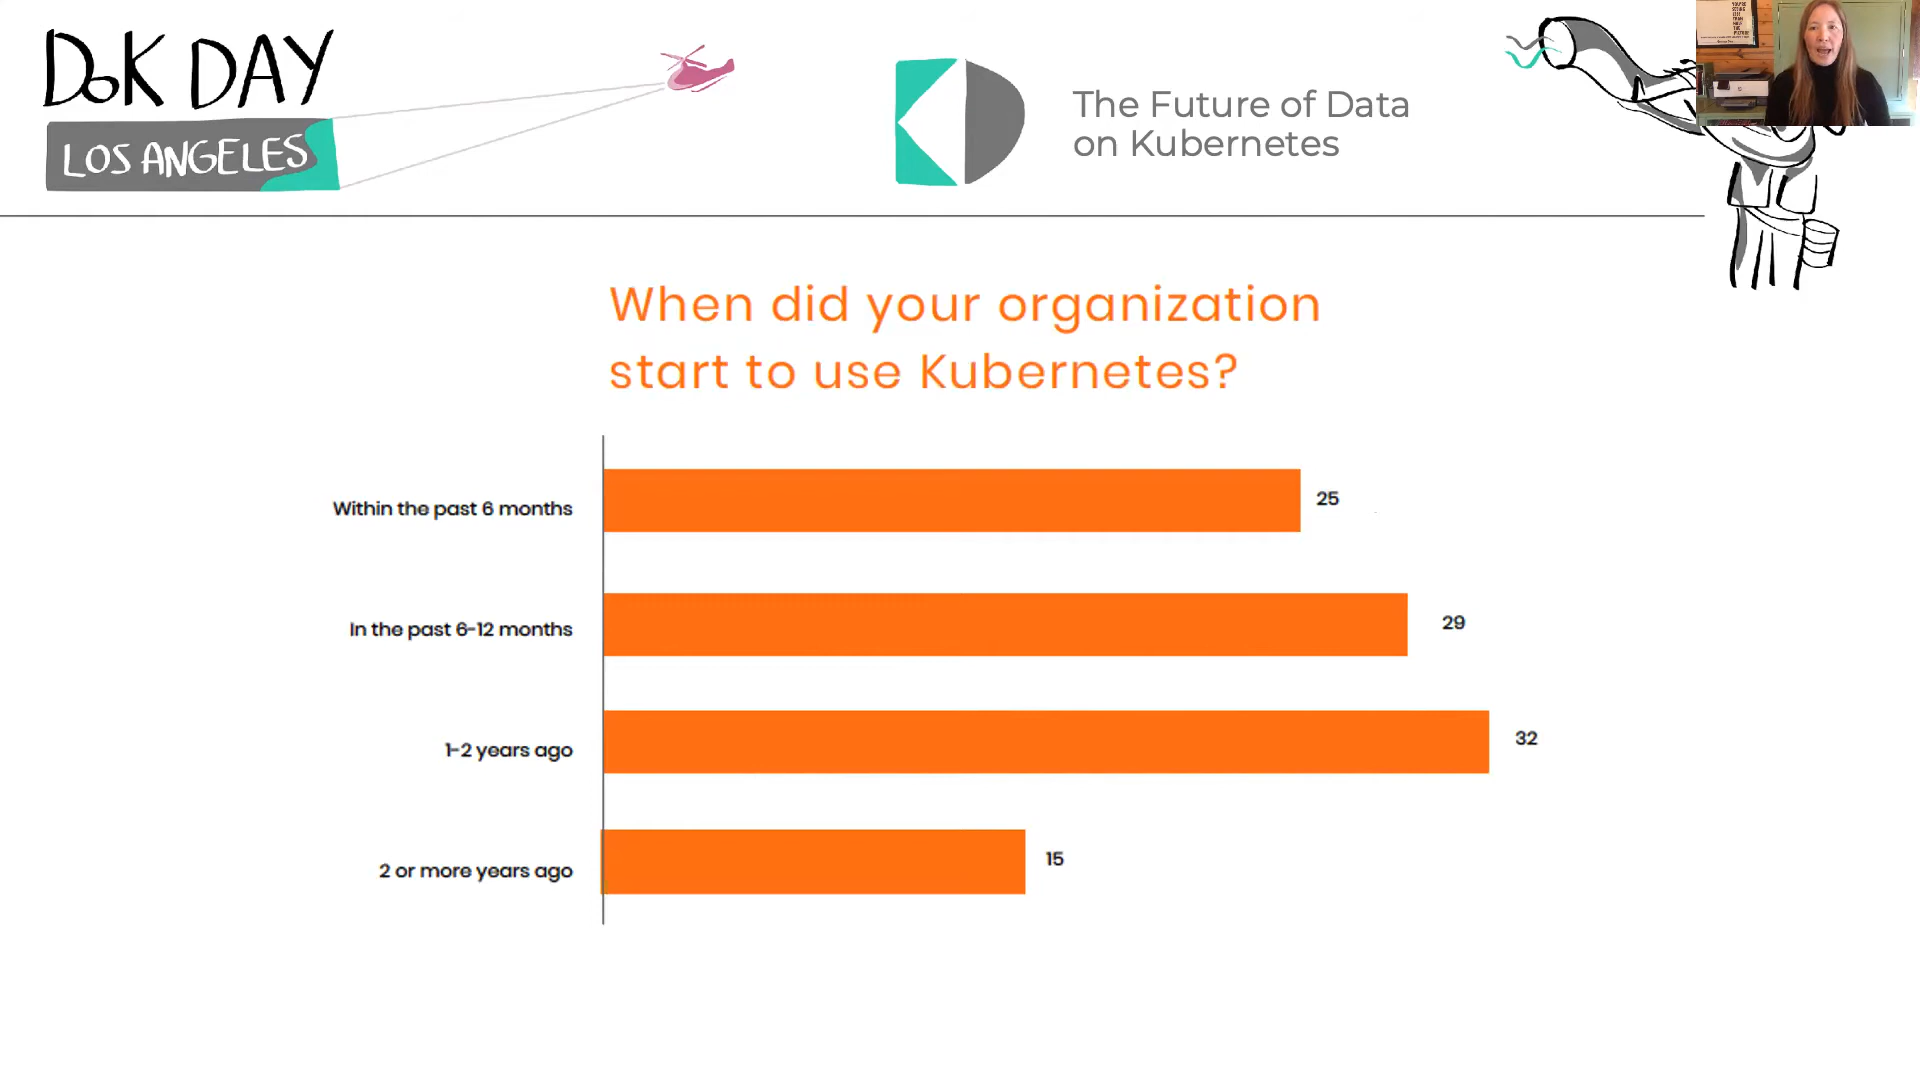 DoK DAY
LOS ANGELES
The Future of Data
on Kubernetes
When did your organization
start to use Kubernetes?
Within the past 6 months
25
In the past 6-12 months
29
1-2 years ago
32
2 or more years ago
15